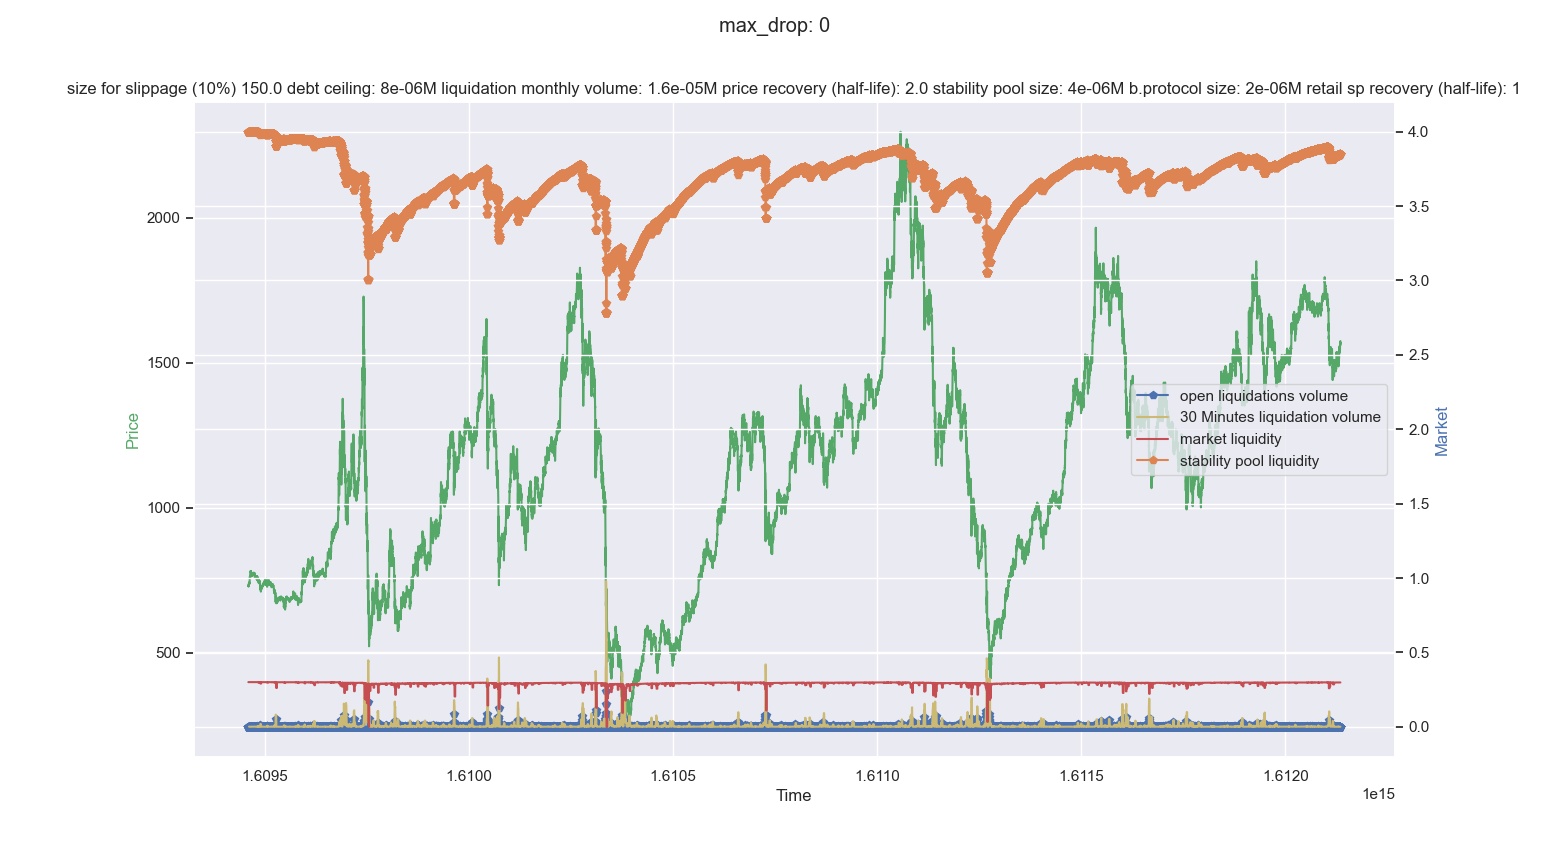 max_drop: 0
size for slippage (10%) 150.0 debt ceiling: 8e-06M liquidation monthly volume: 1.6e-05M price recovery (half-life): 2.0 stability pool size: 4e-06M b.protocol size: 2e-06M retail sp recovery (half-life): 1
4.0
3.5
2000
3.0
2.5
1500
open liquidations volume
30 Minutes liquidation volume
market liquidity
stability pool liquidity
Price
Market
2.0
1.5
1000
1.0
500
0.5
0.0
1.6095
1.6100
1.6105
1.6110
1.6115
1.6120
Time
1e15